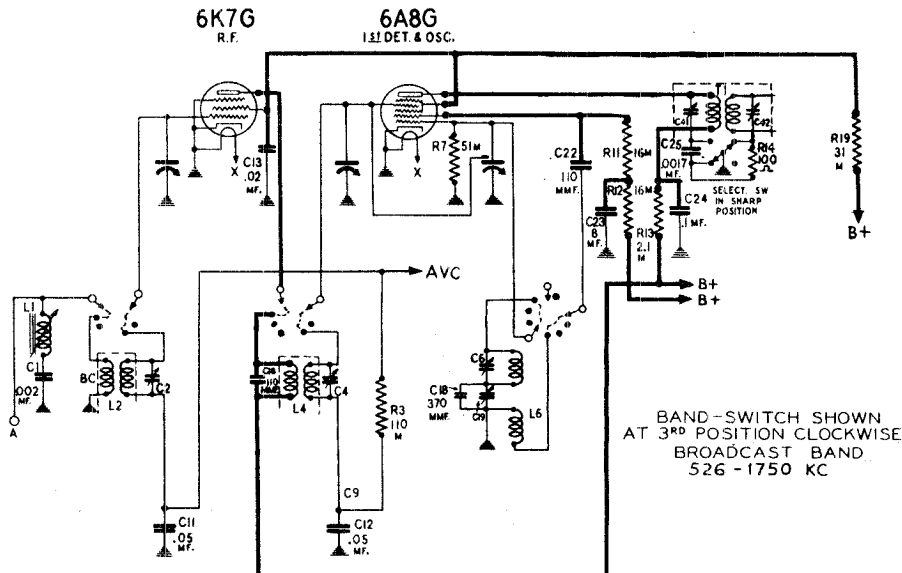 6K7G
R.F.
6A8G
1ST DET. & OSC.
C13
.02
MF.
X
R7
51M
X
C22
110
MMF.
R11
16M
C41
C42
C25
.0017
MF.
R14
100
Ω
SELECT. SW
IN SHARP
POSITION
R19
31
M
B+
R12
16M
C23
8
MF.
R13
2.1
M
C24
.1 MF.
AVC
B+
B+
L1
C1
.002
MF.
A
BC
L2
C2
C16
110
MMF.
L4
C4
R3
110
M
C6
C18
370
MMF.
C19
L6
BAND-SWITCH SHOWN
AT 3RD POSITION CLOCKWISE
BROADCAST BAND
526 - 1750 KC
C9
C11
.05
MF.
C12
.05
MF.